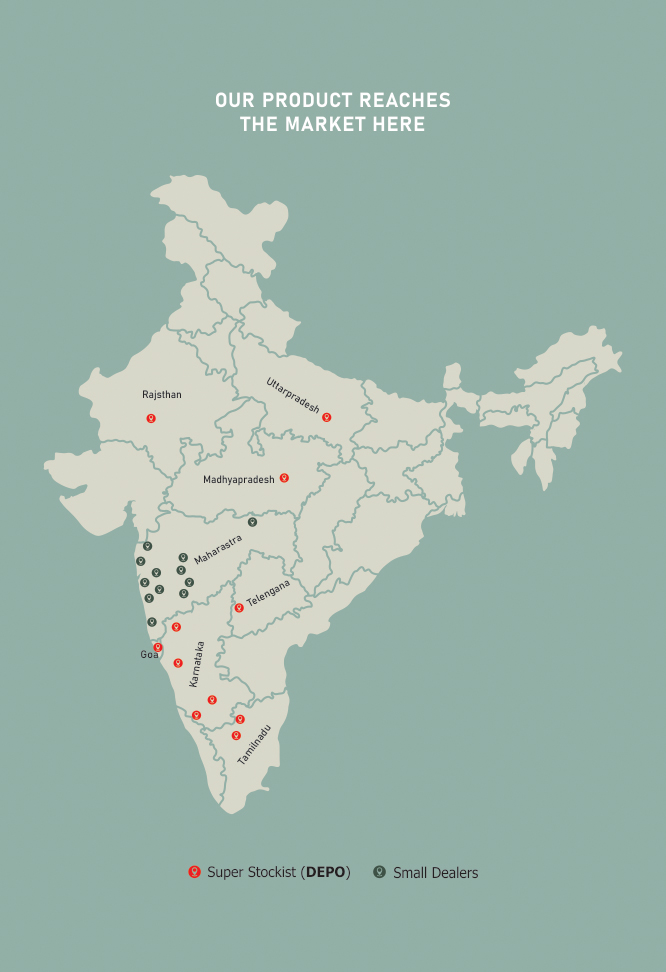 OUR PRODUCT REACHES
THE MARKET HERE
Rajsthan
Uttarpradesh
Madhyapradesh
Maharastra
Telengana
Goa
Karnataka
Tamilnadu
Super Stockist (DEPO)
Small Dealers